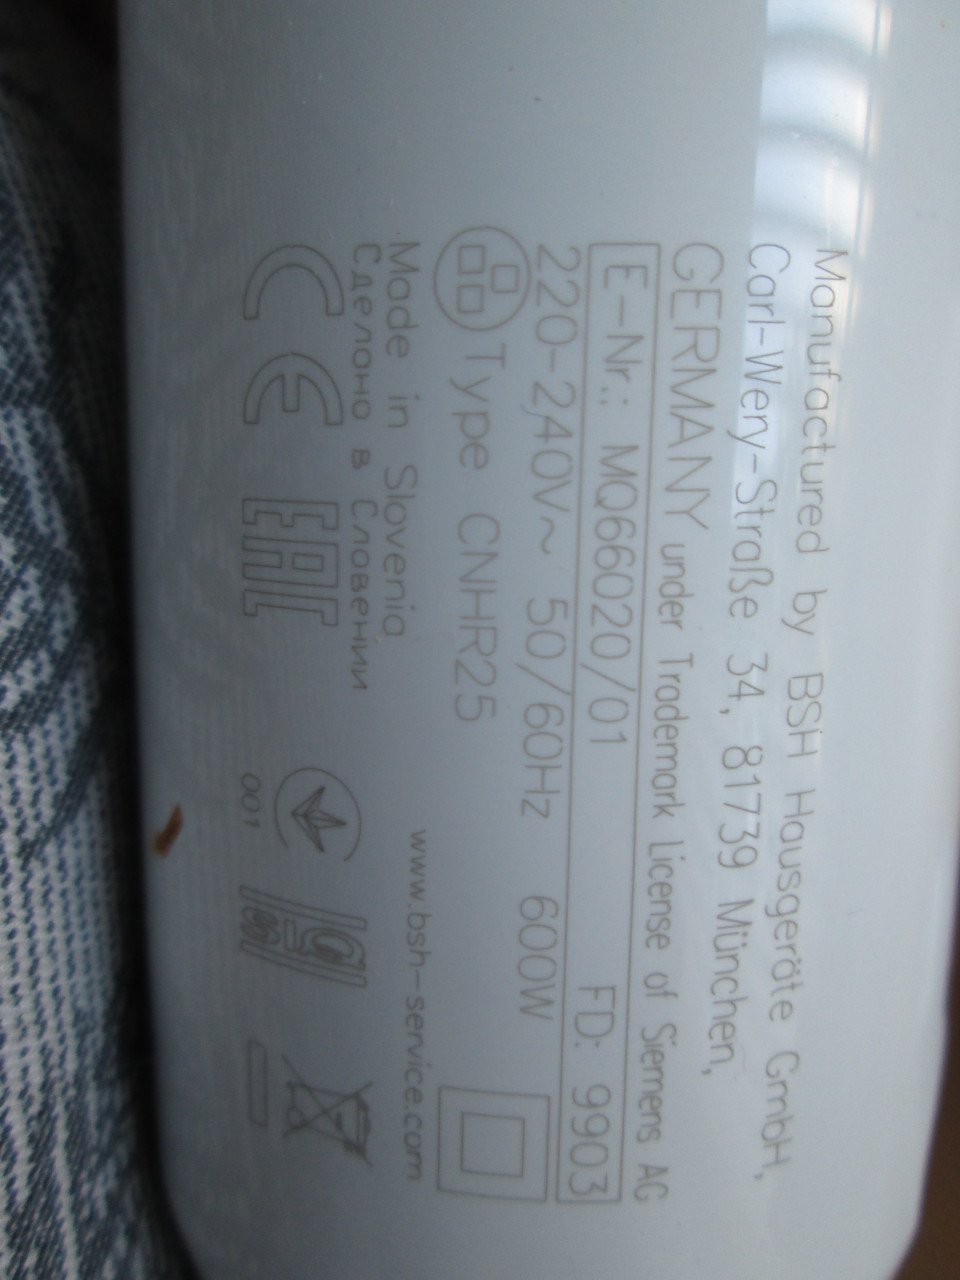 Manufactured by BSH Hausgeräte GmbH,
Carl-Wery-Straße 34, 81739 München,
GERMANY under Trademark License of Siemens AG
E-Nr.: MQ66020/01 FD: 9903
220-240V~ 50/60Hz 600W
Type CNHR25
Made in Slovenia www.bsh-service.com
Сделоно в Словении
CE EAC
001